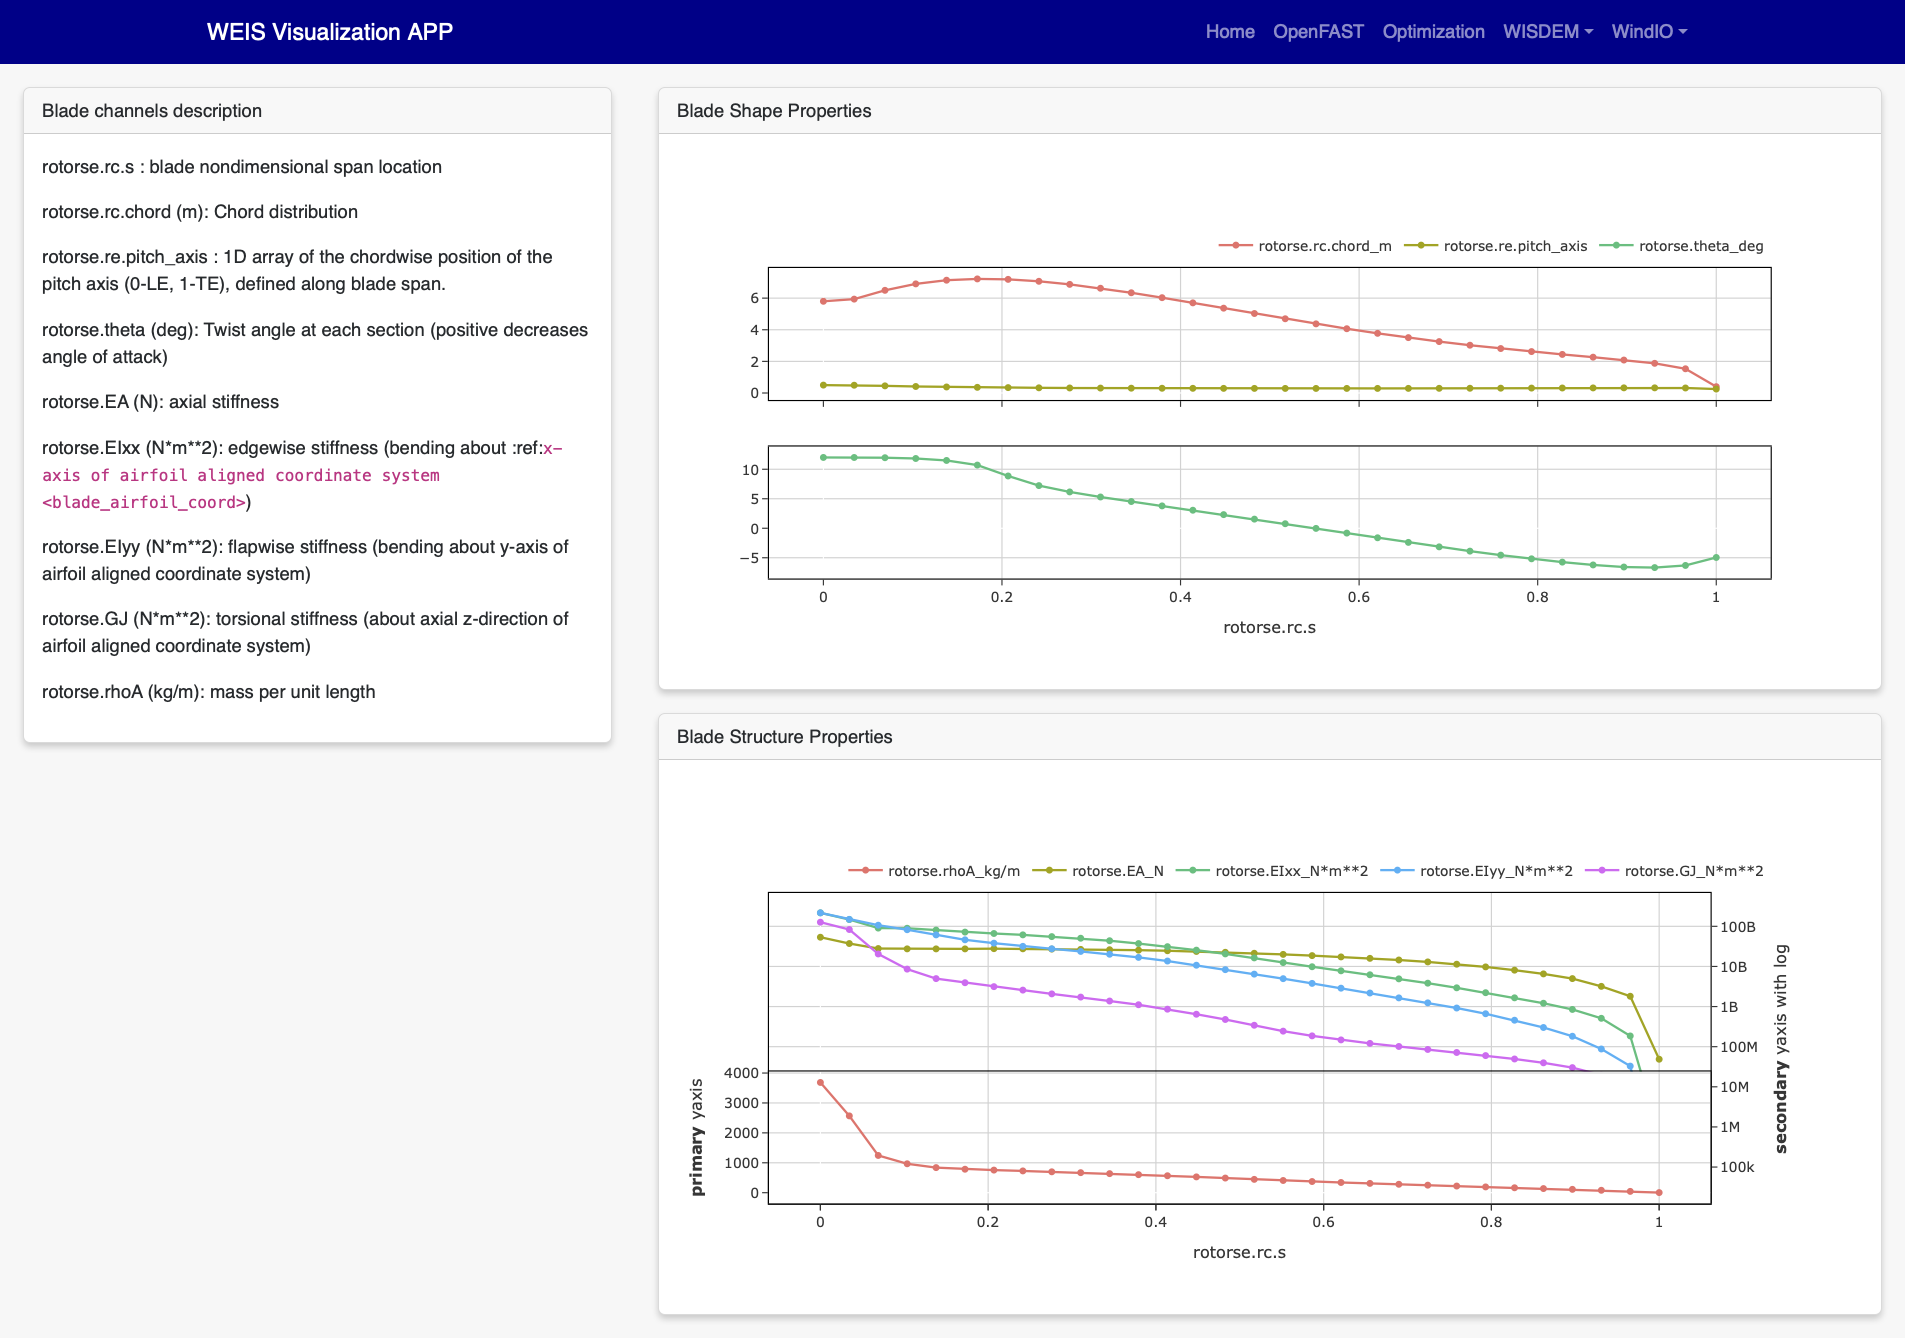 WEIS Visualization APP
Home OpenFAST Optimization WISDEM WindIO
Blade channels description
rotorse.rc.s : blade nondimensional span location
rotorse.rc.chord (m): Chord distribution
rotorse.re.pitch_axis : 1D array of the chordwise position of the
pitch axis (0-LE, 1-TE), defined along blade span.
rotorse.theta (deg): Twist angle at each section (positive decreases
angle of attack)
rotorse.EA (N): axial stiffness
rotorse.EIxx (N*m**2): edgewise stiffness (bending about :ref:x-
axis of airfoil aligned coordinate system
<blade_airfoil_coord>)
rotorse.EIyy (N*m**2): flapwise stiffness (bending about y-axis of
airfoil aligned coordinate system)
rotorse.GJ (N*m**2): torsional stiffness (about axial z-direction of
airfoil aligned coordinate system)
rotorse.rhoA (kg/m): mass per unit length
Blade Shape Properties
rotorse.rc.chord_m rotorse.re.pitch_axis rotorse.theta_deg
6
4
2
0
10
5
0
−5
0 0.2 0.4 0.6 0.8 1
rotorse.rc.s
Blade Structure Properties
rotorse.rhoA_kg/m rotorse.EA_N rotorse.EIxx_N*m**2 rotorse.EIyy_N*m**2 rotorse.GJ_N*m**2
100B
10B
1B
100M
10M
1M
100k
secondary yaxis with log
4000
3000
2000
1000
0
primary yaxis
0 0.2 0.4 0.6 0.8 1
rotorse.rc.s